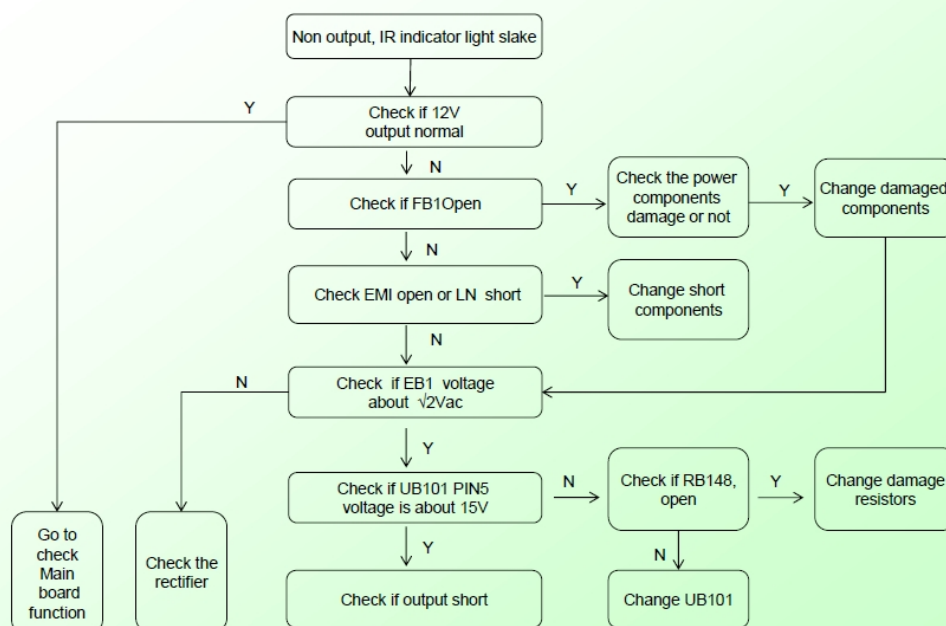 Non output, IR indicator light slake
Y
Check if 12V
output normal
N
Check if FB1Open
Y
Check the power
components
damage or not
Y
Change damaged
components
N
Check EMI open or LN short
Y
Change short
components
N
N
Check if EB1 voltage
about √2Vac
Y
Check if UB101 PIN5
voltage is about 15V
N
Check if RB148,
open
Y
Change damage
resistors
Go to
check
Main
board
function
Check the
rectifier
Y
N
Check if output short
Change UB101